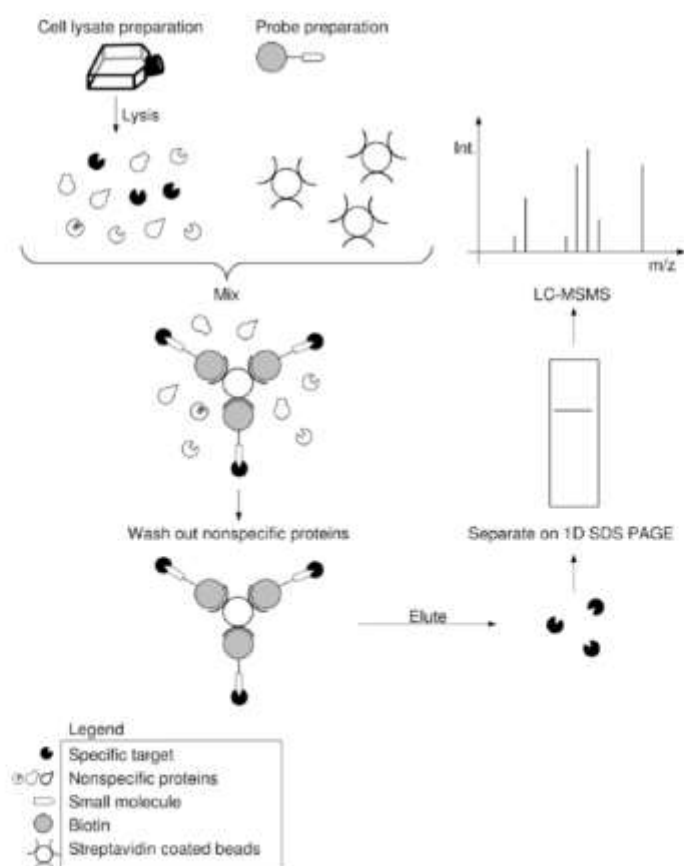 Cell lysate preparation
Probe preparation
Lysis
Int.
m/z
Mix
LC-MSMS
Wash out nonspecific proteins
Separate on 1D SDS PAGE
Elute
Legend
Specific target
Nonspecific proteins
Small molecule
Biotin
Streptavidin coated beads